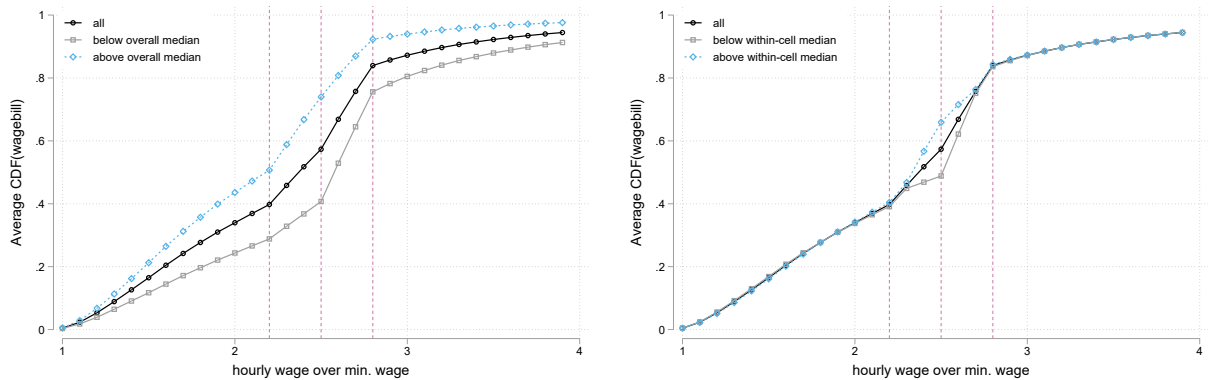 1
.8
.6
.4
.2
0
Average CDF(wagebill)
all
below overall median
above overall median
1
2
3
4
hourly wage over min. wage
1
.8
.6
.4
.2
0
Average CDF(wagebill)
all
below within-cell median
above within-cell median
1
2
3
4
hourly wage over min. wage